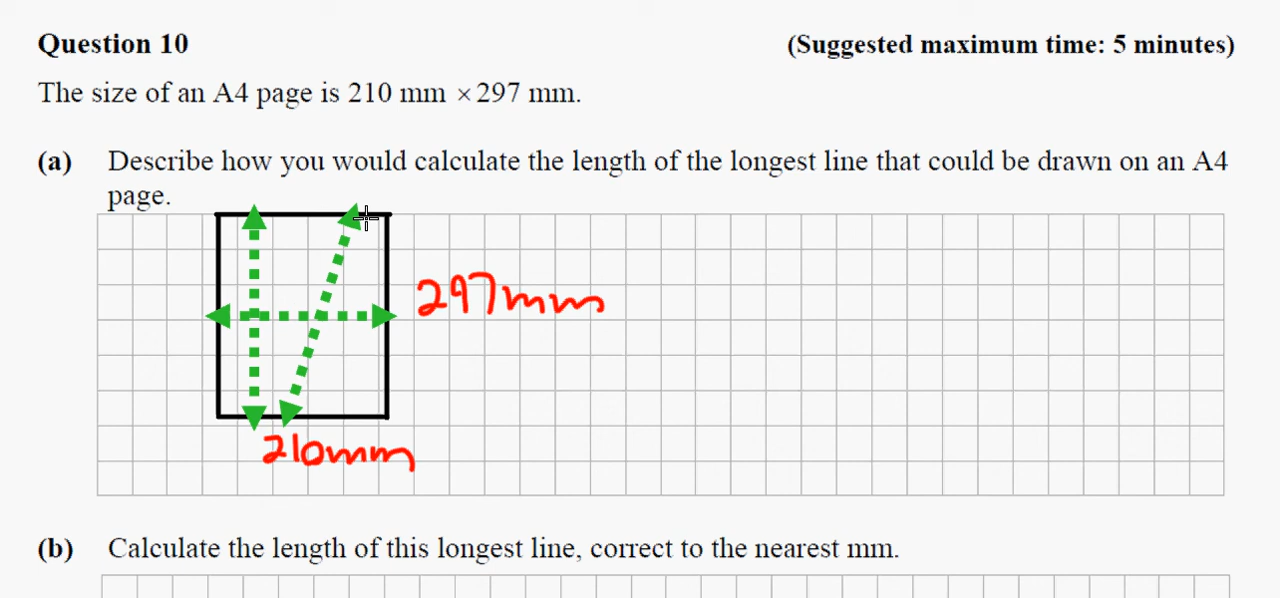 Question 10
(Suggested maximum time: 5 minutes)
The size of an A4 page is 210 mm × 297 mm.
(a) Describe how you would calculate the length of the longest line that could be drawn on an A4
page.
297mm
210mm
(b) Calculate the length of this longest line, correct to the nearest mm.